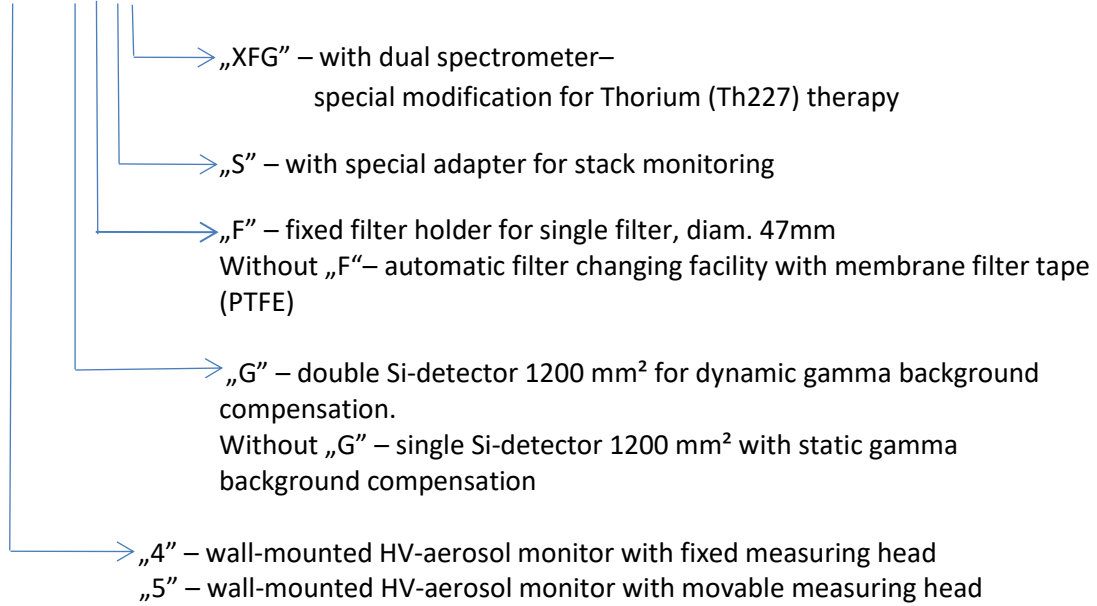 „XFG” – with dual spectrometer–
special modification for Thorium (Th227) therapy
„S” – with special adapter for stack monitoring
„F” – fixed filter holder for single filter, diam. 47mm
Without „F“– automatic filter changing facility with membrane filter tape
(PTFE)
„G” – double Si-detector 1200 mm² for dynamic gamma background
compensation.
Without „G” – single Si-detector 1200 mm² with static gamma
background compensation
„4” – wall-mounted HV-aerosol monitor with fixed measuring head
„5” – wall-mounted HV-aerosol monitor with movable measuring head